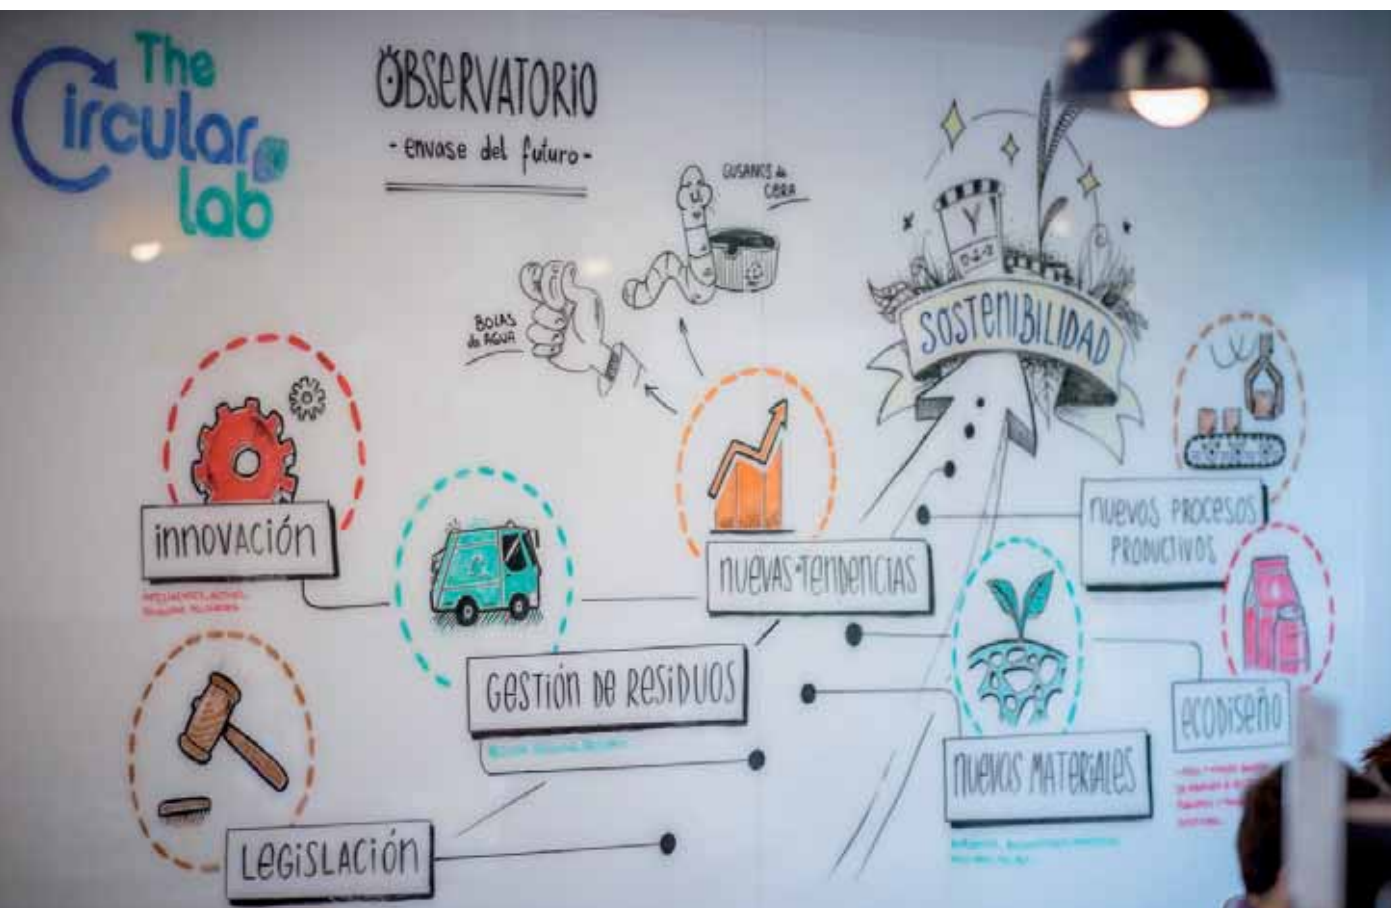 The
Circular
lab
OBSERVATORIO
- envase del futuro -
GUSANOS de
CERA
BOLAS
de AGUA
SOSTENIBILIDAD
INNOVACIÓN
NUEVAS TENDENCIAS
NUEVOS PROCESOS
PRODUCTIVOS
GESTIÓN DE RESIDUOS
ECODISEÑO
NUEVOS MATERIALES
LEGISLACIÓN